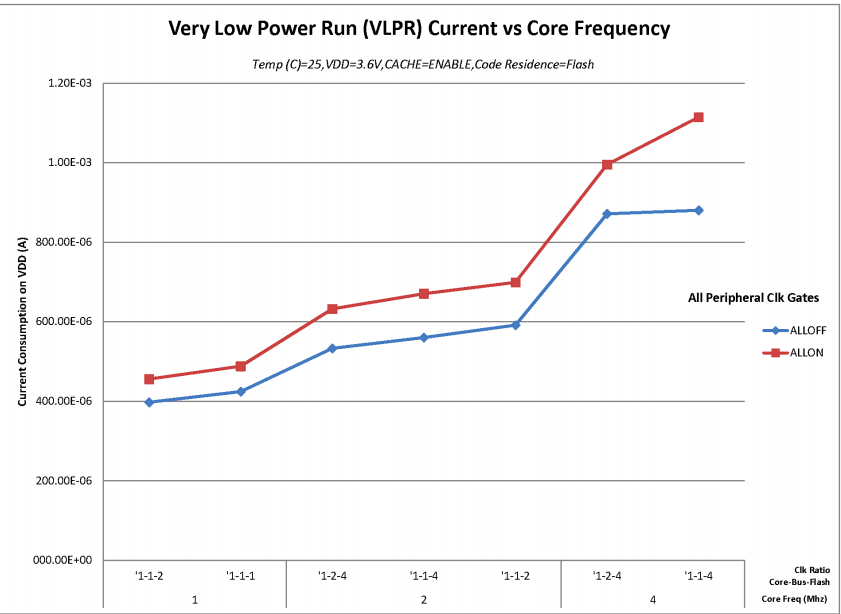 Very Low Power Run (VLPR) Current vs Core Frequency
Temp (C)=25,VDD=3.6V,CACHE=ENABLE,Code Residence=Flash
Current Consumption on VDD (A)
1.20E-03
1.00E-03
800.00E-06
600.00E-06
400.00E-06
200.00E-06
000.00E+00
All Peripheral Clk Gates
ALLOFF
ALLON
'1-1-2 '1-1-1 '1-2-4 '1-1-4 '1-1-2 '1-2-4 '1-1-4
Clk Ratio
Core-Bus-Flash
1 2 4 Core Freq (Mhz)